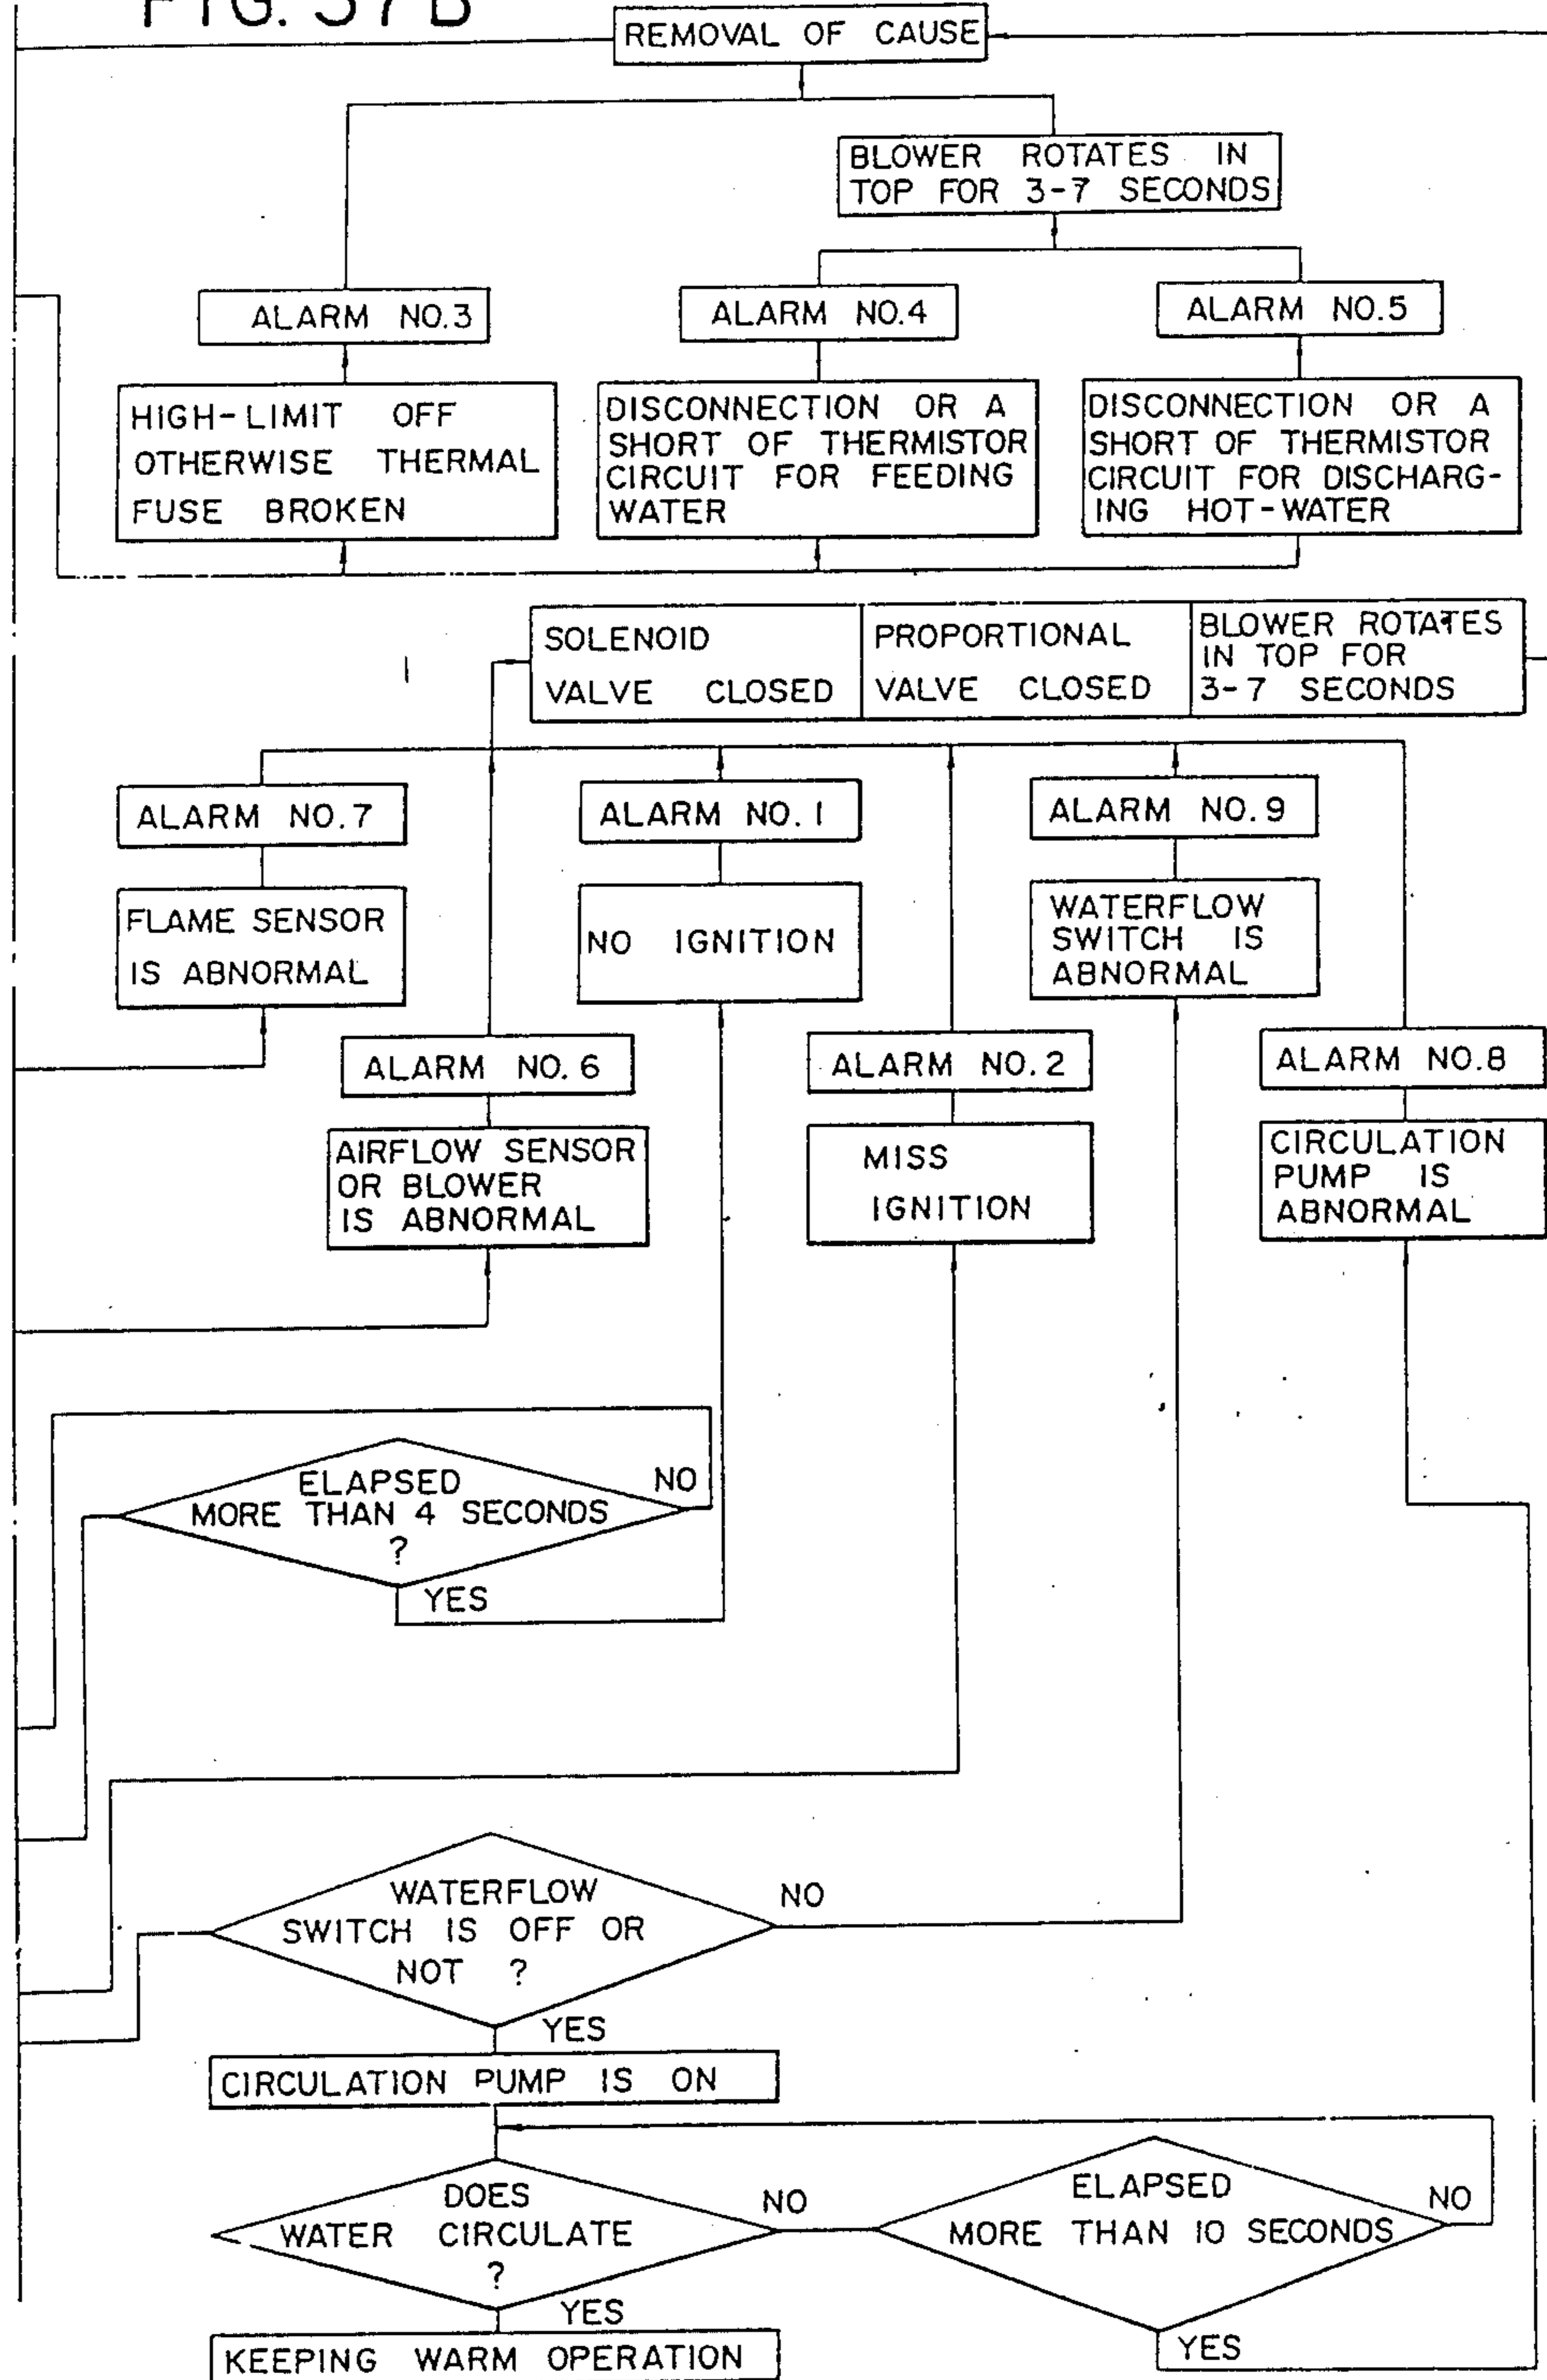 FIG. 37B
REMOVAL OF CAUSE
BLOWER ROTATES IN
TOP FOR 3-7 SECONDS
ALARM NO.3
ALARM NO.4
ALARM NO.5
HIGH-LIMIT OFF
OTHERWISE THERMAL
FUSE BROKEN
DISCONNECTION OR A
SHORT OF THERMISTOR
CIRCUIT FOR FEEDING
WATER
DISCONNECTION OR A
SHORT OF THERMISTOR
CIRCUIT FOR DISCHARG-
ING HOT-WATER
SOLENOID
VALVE CLOSED
PROPORTIONAL
VALVE CLOSED
BLOWER ROTATES
IN TOP FOR
3-7 SECONDS
ALARM NO.7
ALARM NO.1
ALARM NO.9
FLAME SENSOR
IS ABNORMAL
NO IGNITION
WATERFLOW
SWITCH IS
ABNORMAL
ALARM NO.6
ALARM NO.2
ALARM NO.8
AIRFLOW SENSOR
OR BLOWER
IS ABNORMAL
MISS
IGNITION
CIRCULATION
PUMP IS
ABNORMAL
ELAPSED
MORE THAN 4 SECONDS
?
NO
YES
WATERFLOW
SWITCH IS OFF OR
NOT ?
NO
YES
CIRCULATION PUMP IS ON
DOES
WATER CIRCULATE
?
NO
YES
ELAPSED
MORE THAN 10 SECONDS
NO
YES
KEEPING WARM OPERATION